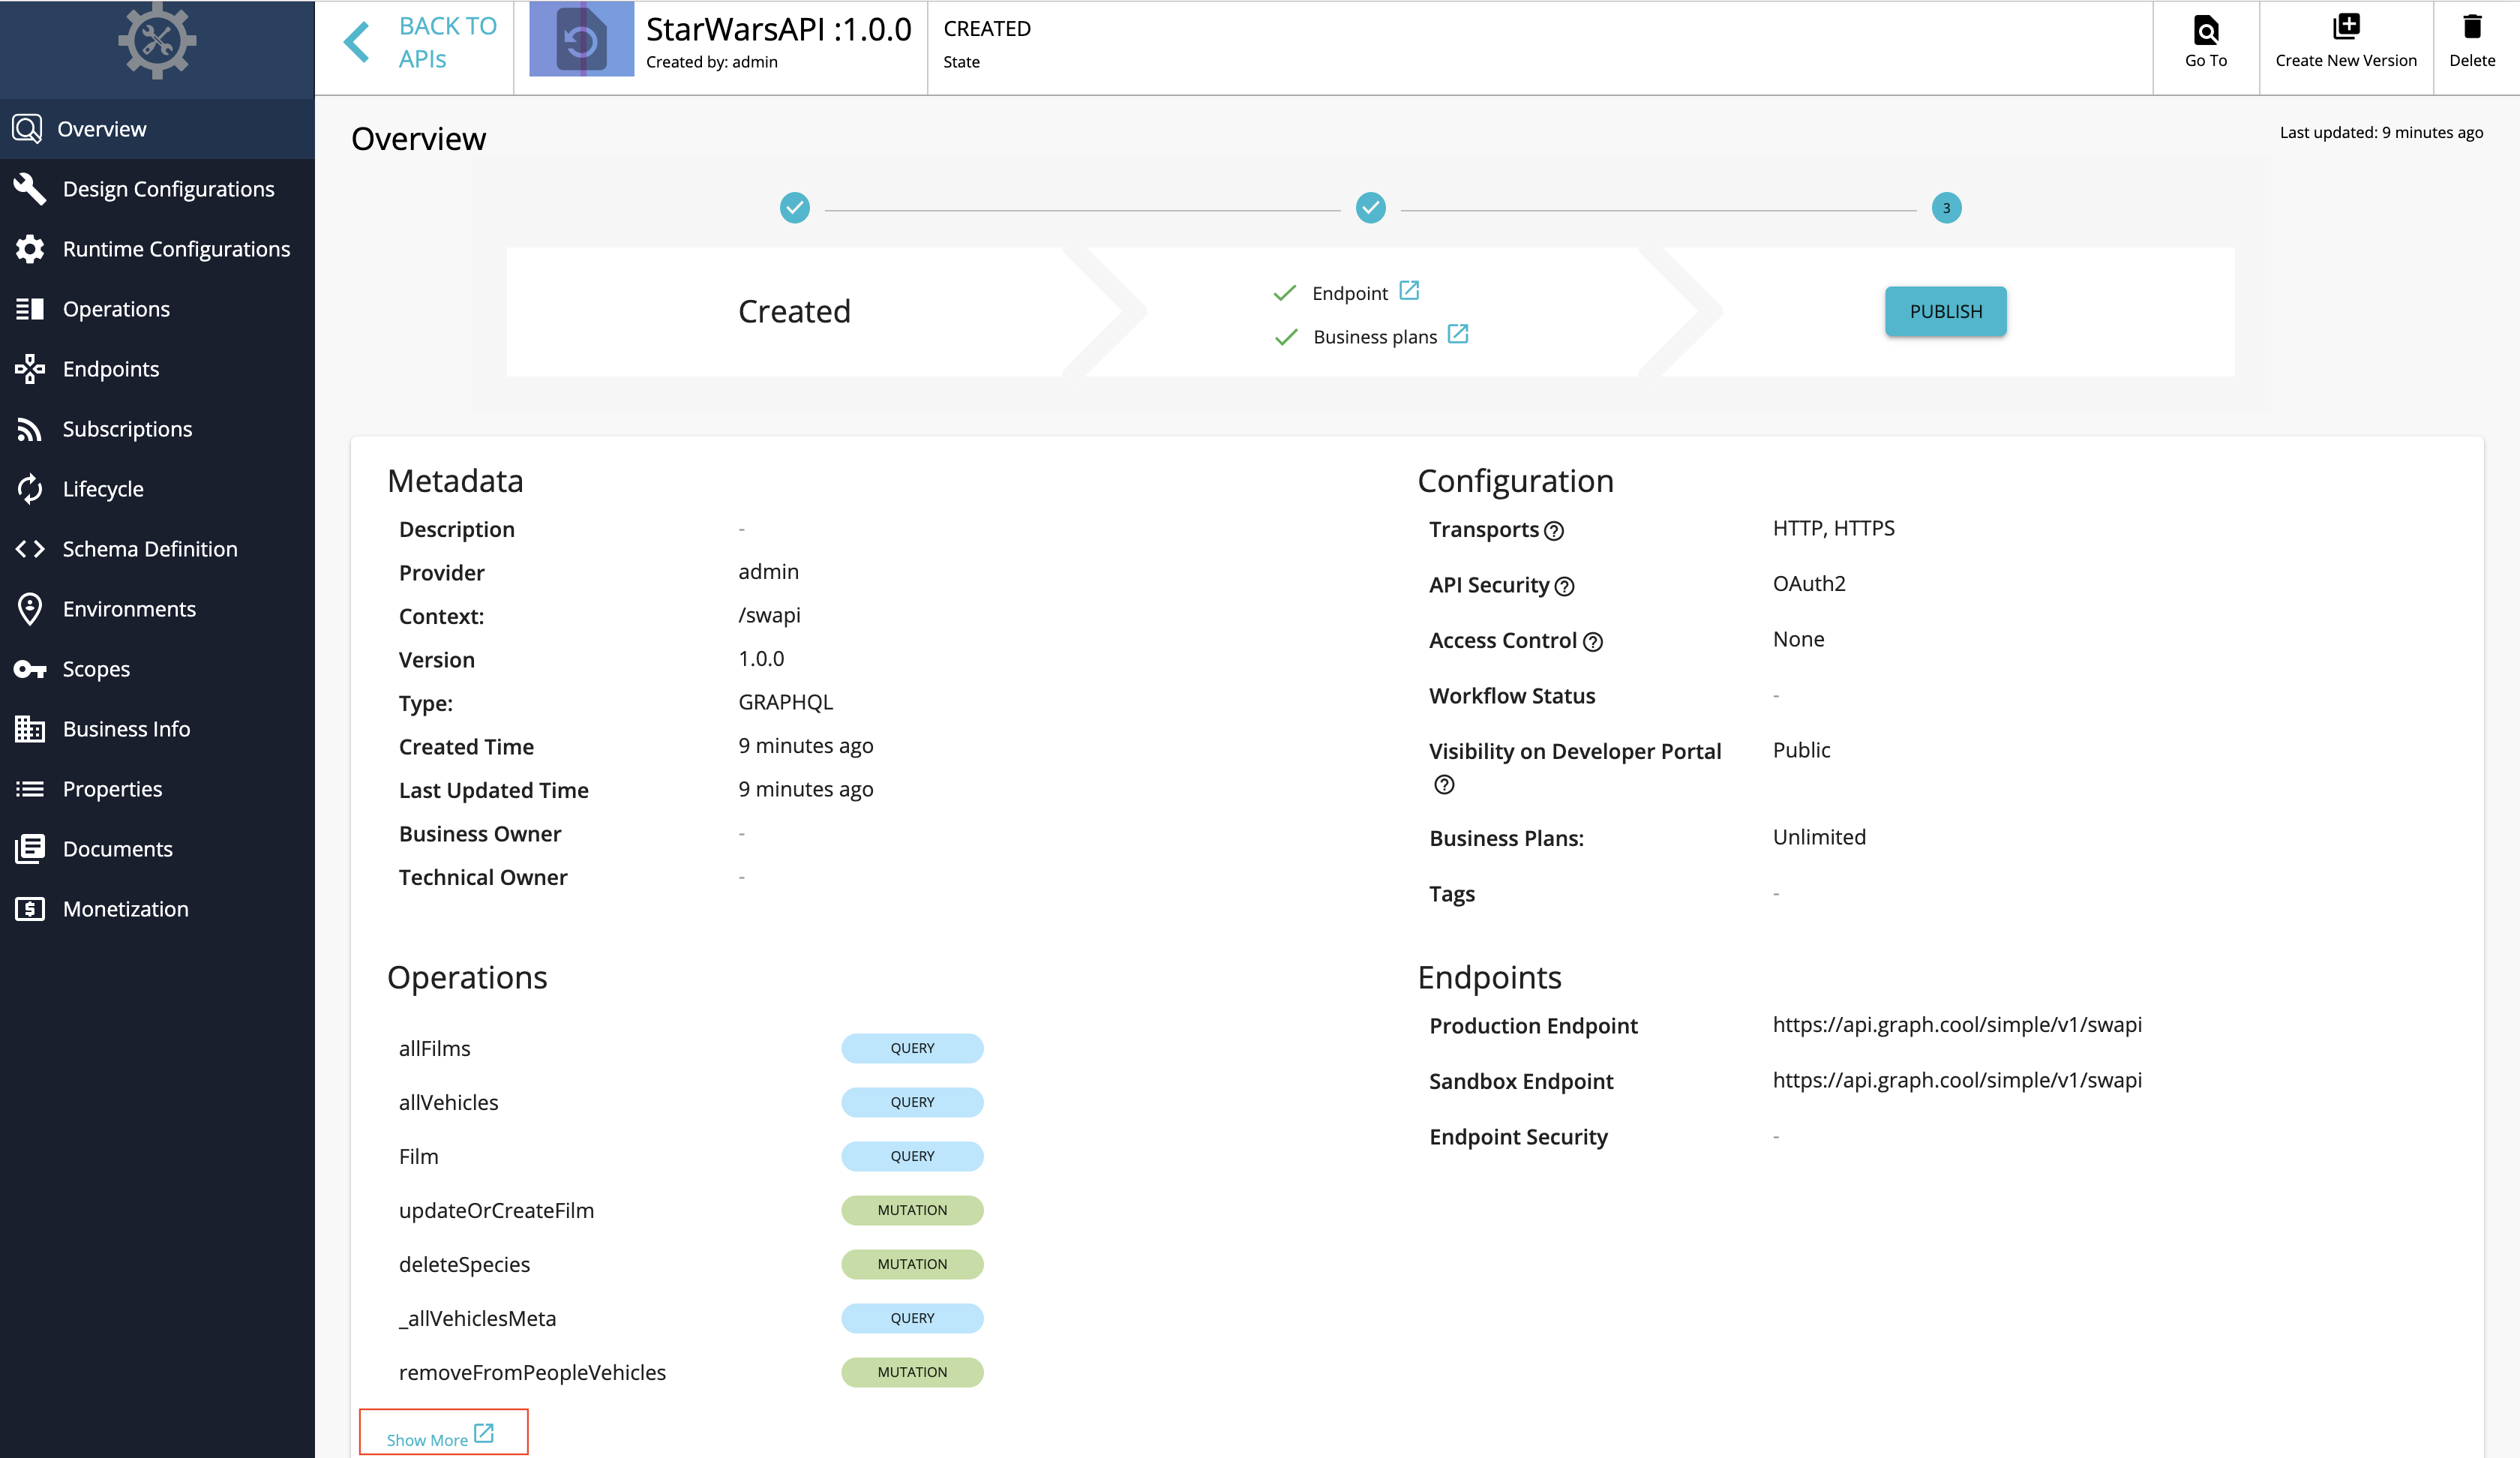 BACK TO
APIs
StarWarsAPI :1.0.0
Created by: admin
CREATED
State
Go To
Create New Version
Delete
Overview
Design Configurations
Runtime Configurations
Operations
Endpoints
Subscriptions
Lifecycle
Schema Definition
Environments
Scopes
Business Info
Properties
Documents
Monetization
Overview
Last updated: 9 minutes ago
3
Created
Endpoint
Business plans
PUBLISH
Metadata
Description -
Provider admin
Context: /swapi
Version 1.0.0
Type: GRAPHQL
Created Time 9 minutes ago
Last Updated Time 9 minutes ago
Business Owner -
Technical Owner -
Configuration
Transports HTTP, HTTPS
API Security OAuth2
Access Control None
Workflow Status -
Visibility on Developer Portal Public
Business Plans: Unlimited
Tags -
Operations
allFilms QUERY
allVehicles QUERY
Film QUERY
updateOrCreateFilm MUTATION
deleteSpecies MUTATION
_allVehiclesMeta QUERY
removeFromPeopleVehicles MUTATION
Show More
Endpoints
Production Endpoint https://api.graph.cool/simple/v1/swapi
Sandbox Endpoint https://api.graph.cool/simple/v1/swapi
Endpoint Security -